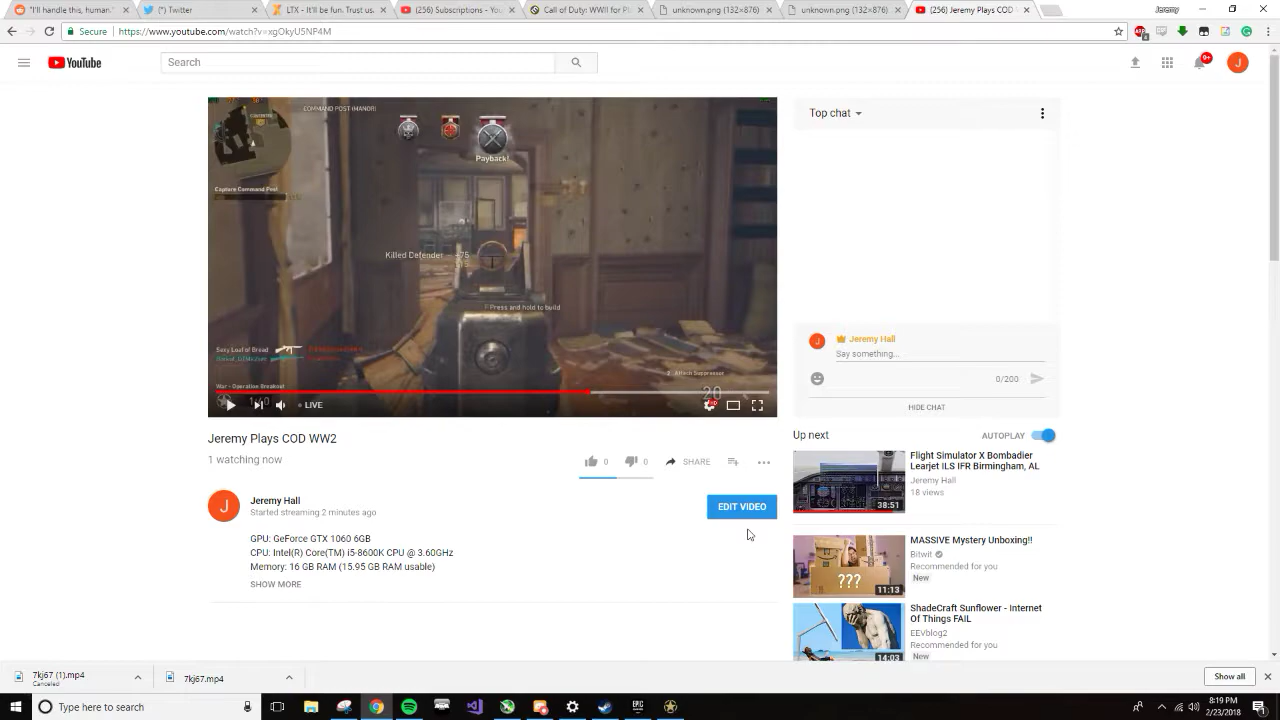 "I'll handle this, human."
(*) Twitter
LTX - It'll be fun. Trust us.
(256) Subscriptions - You
Call of Duty WWII for PL
unknown.png (132×876)
unknown.png (132×876)
(256) Jeremy Plays COD
Jeremy
Secure
https://www.youtube.com/watch?v=xgOkyU5NP4M
YouTube
Search
9+
J
COMMAND POST (HANDR)
Payback!
Capture Command Post
Killed Defender
+75
Press and hold to build
Sexy Loaf of Bread
War - Operation Breakout
20
LIVE
HD
Top chat
J
Jeremy Hall
Say something...
0/200
HIDE CHAT
Jeremy Plays COD WW2
1 watching now
0
0
SHARE
J
Jeremy Hall
Started streaming 2 minutes ago
EDIT VIDEO
GPU: GeForce GTX 1060 6GB
CPU: Intel(R) Core(TM) i5-8600K CPU @ 3.60GHz
Memory: 16 GB RAM (15.95 GB RAM usable)
SHOW MORE
Up next
AUTOPLAY
Flight Simulator X Bombadier
Learjet ILS IFR Birmingham, AL
Jeremy Hall
18 views
38:51
MASSIVE Mystery Unboxing!!
Bitwit
Recommended for you
New
???
11:13
ShadeCraft Sunflower - Internet
Of Things FAIL
EEVblog2
Recommended for you
New
14:03
7kj67 (1).mp4
Canceled
7kj67.mp4
Show all
Type here to search
EPIC
8:19 PM
2/23/2018